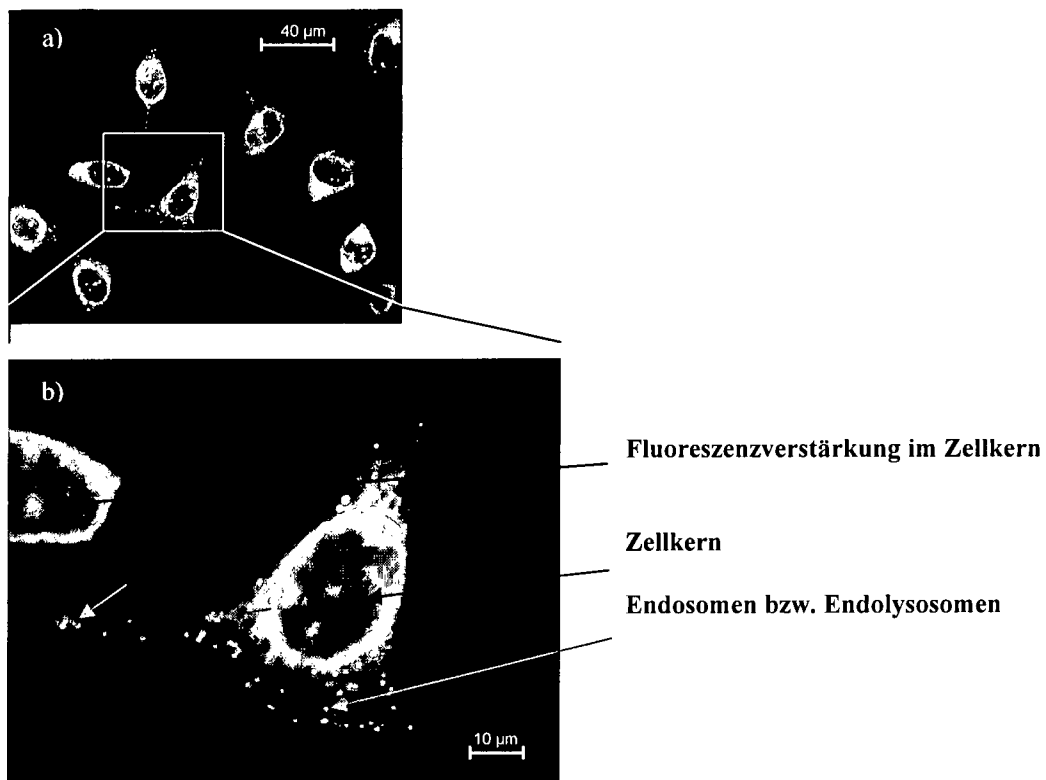 a)
40 µm
b)
Fluoreszenzverstärkung im Zellkern
Zellkern
Endosomen bzw. Endolysosomen
10 µm